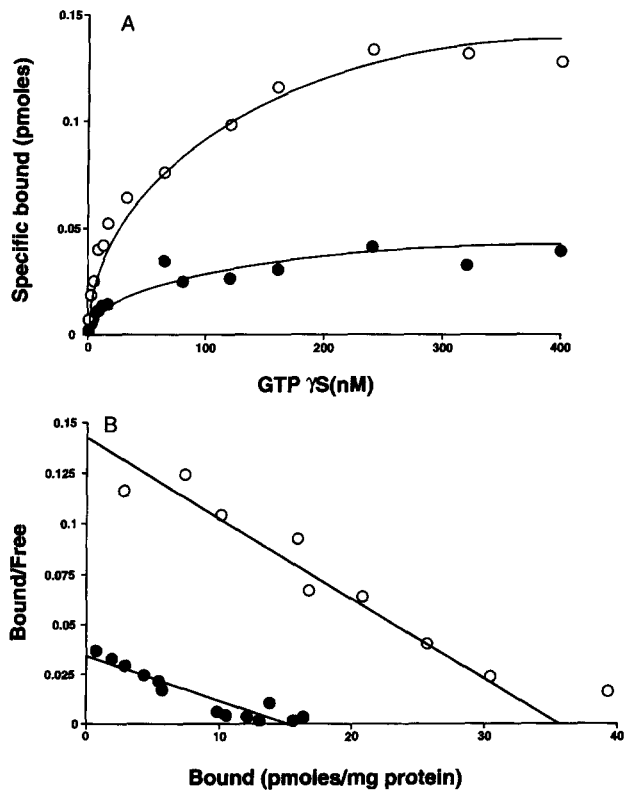 A
0.15
0.1
0.05
0
Specific bound (pmoles)
0 100 200 300 400
GTP γS(nM)
B
0.15
0.125
0.1
0.075
0.05
0.025
0
Bound/Free
0 10 20 30 40
Bound (pmoles/mg protein)